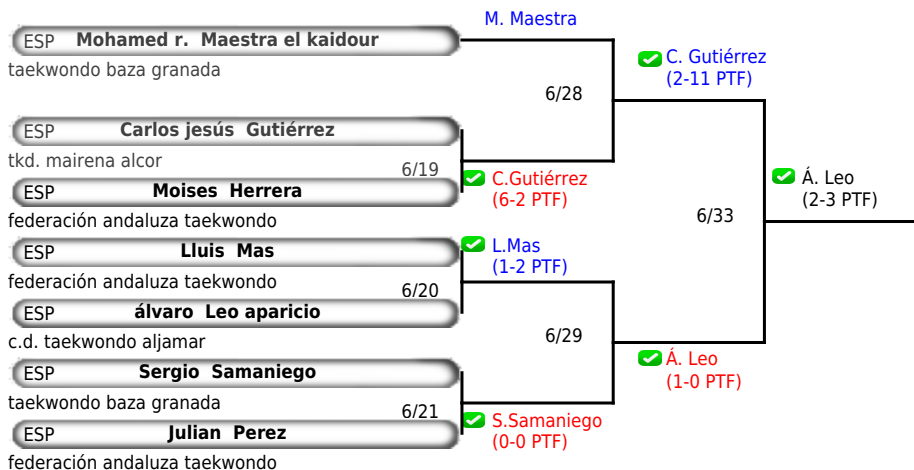 M. Maestra
ESP Mohamed r. Maestra el kaidour
taekwondo baza granada
C. Gutiérrez
(2-11 PTF)
6/28
ESP Carlos jesús Gutiérrez
tkd. mairena alcor
6/19
ESP Moises Herrera
federación andaluza taekwondo
C.Gutiérrez
(6-2 PTF)
Á. Leo
(2-3 PTF)
6/33
ESP Lluis Mas
federación andaluza taekwondo
L.Mas
(1-2 PTF)
6/20
ESP álvaro Leo aparicio
c.d. taekwondo aljamar
6/29
Á. Leo
(1-0 PTF)
ESP Sergio Samaniego
taekwondo baza granada
6/21
ESP Julian Perez
federación andaluza taekwondo
S.Samaniego
(0-0 PTF)